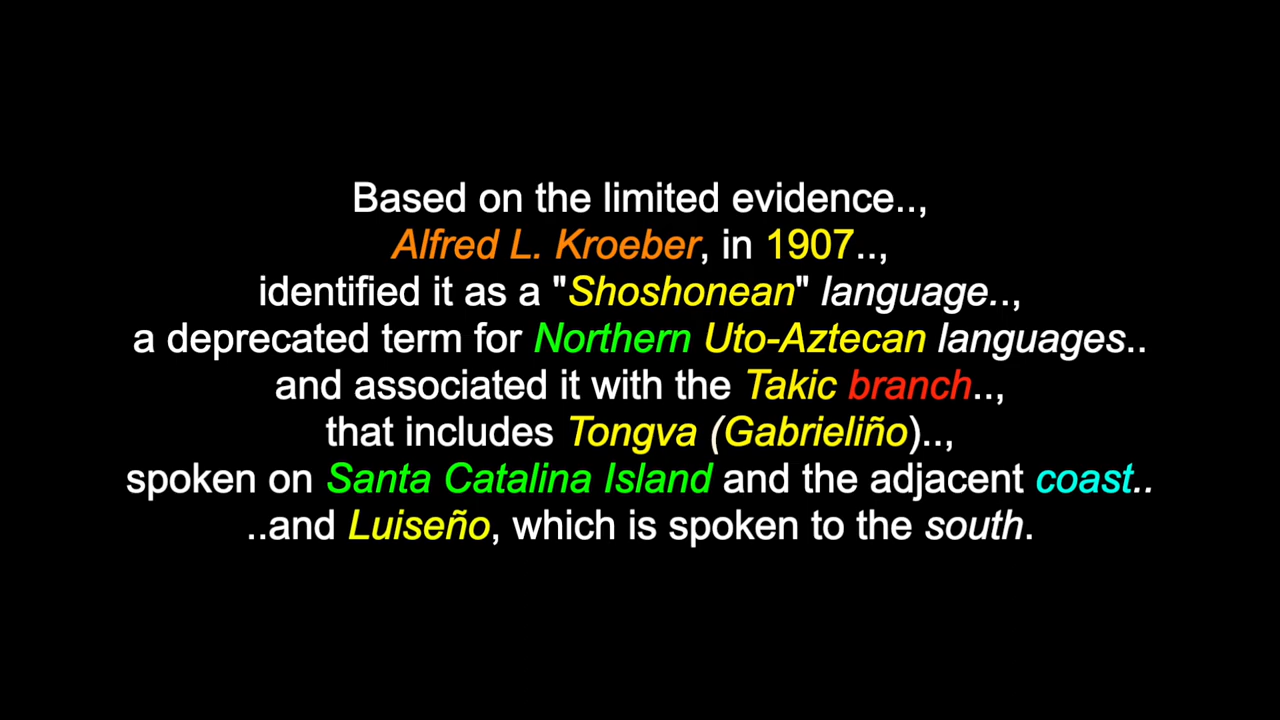 Based on the limited evidence..,
Alfred L. Kroeber, in 1907..,
identified it as a "Shoshonean" language..,
a deprecated term for Northern Uto-Aztecan languages..
and associated it with the Takic branch..,
that includes Tongva (Gabrieliño)..,
spoken on Santa Catalina Island and the adjacent coast..
..and Luiseño, which is spoken to the south.